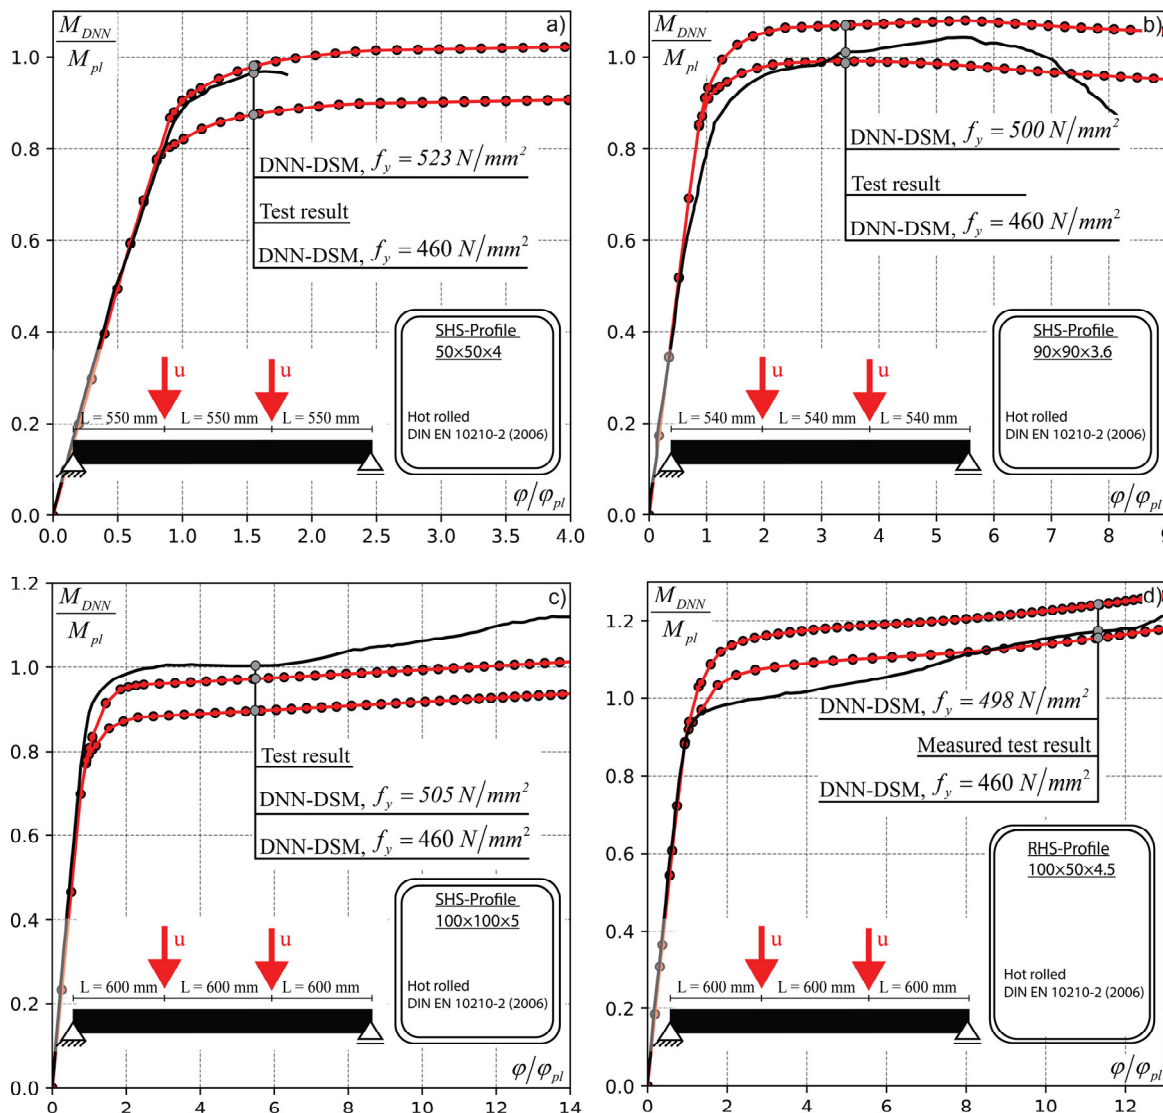 a)
M_DNN
M_pl
1.0
0.8
0.6
0.4
0.2
0.0
DNN-DSM, f_y = 523 N/mm²
Test result
DNN-DSM, f_y = 460 N/mm²
SHS-Profile
50×50×4
Hot rolled
DIN EN 10210-2 (2006)
u u
L = 550 mm L = 550 mm L = 550 mm
φ/φ_pl
0.0 0.5 1.0 1.5 2.0 2.5 3.0 3.5 4.0
b)
M_DNN
M_pl
1.0
0.8
0.6
0.4
0.2
0.0
DNN-DSM, f_y = 500 N/mm²
Test result
DNN-DSM, f_y = 460 N/mm²
SHS-Profile
90×90×3.6
Hot rolled
DIN EN 10210-2 (2006)
u u
L = 540 mm L = 540 mm L = 540 mm
φ/φ_pl
0 1 2 3 4 5 6 7 8 9
c)
M_DNN
M_pl
1.2
1.0
0.8
0.6
0.4
0.2
0.0
Test result
DNN-DSM, f_y = 505 N/mm²
DNN-DSM, f_y = 460 N/mm²
SHS-Profile
100×100×5
Hot rolled
DIN EN 10210-2 (2006)
u u
L = 600 mm L = 600 mm L = 600 mm
φ/φ_pl
0 2 4 6 8 10 12 14
d)
M_DNN
M_pl
1.2
1.0
0.8
0.6
0.4
0.2
0.0
DNN-DSM, f_y = 498 N/mm²
Measured test result
DNN-DSM, f_y = 460 N/mm²
RHS-Profile
100×50×4.5
Hot rolled
DIN EN 10210-2 (2006)
u u
L = 600 mm L = 600 mm L = 600 mm
φ/φ_pl
0 2 4 6 8 10 12